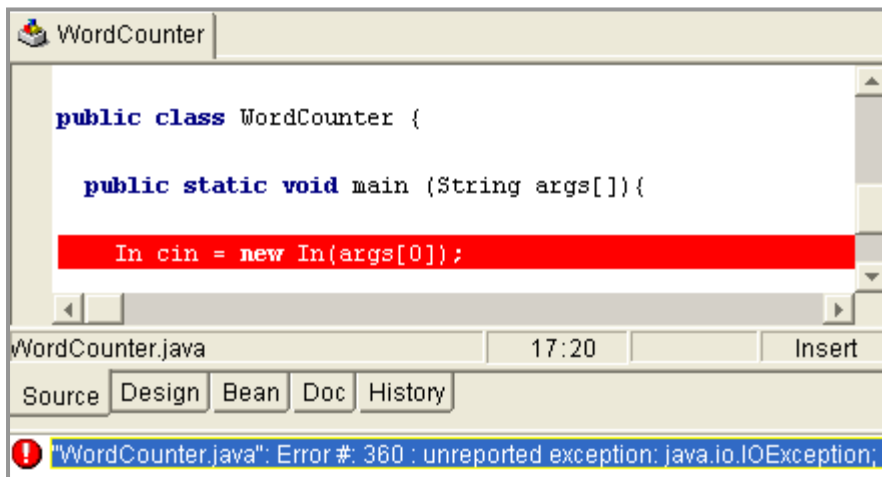 WordCounter
public class WordCounter {
public static void main (String args[]){
In cin = new In(args[0]);
WordCounter.java 17:20 Insert
Source Design Bean Doc History
"WordCounter.java": Error #: 360 : unreported exception: java.io.IOException;